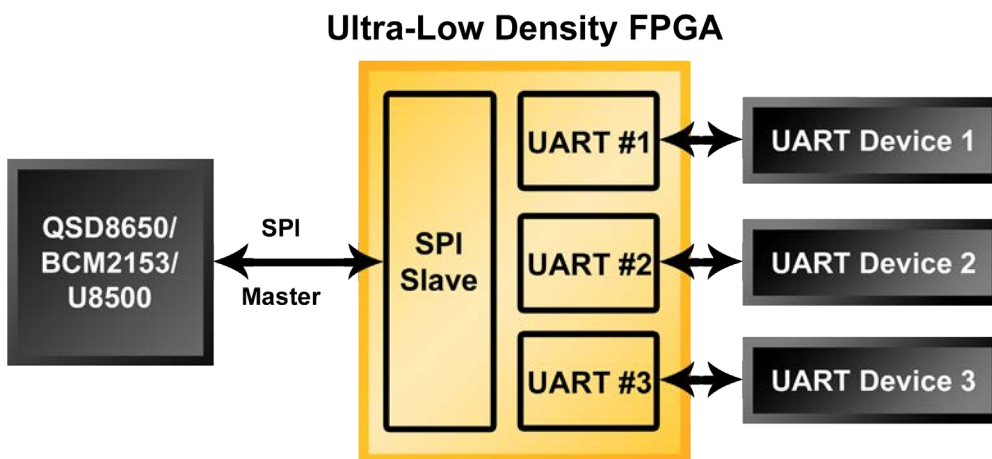 Ultra-Low Density FPGA
QSD8650/
BCM2153/
U8500
SPI
Master
SPI
Slave
UART #1
UART #2
UART #3
UART Device 1
UART Device 2
UART Device 3